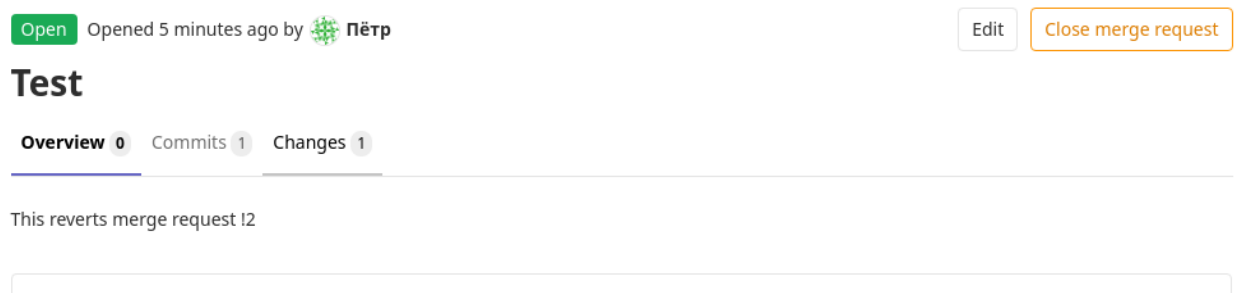 Open Opened 5 minutes ago by Пётр Edit Close merge request
Test
Overview 0 Commits 1 Changes 1
This reverts merge request !2